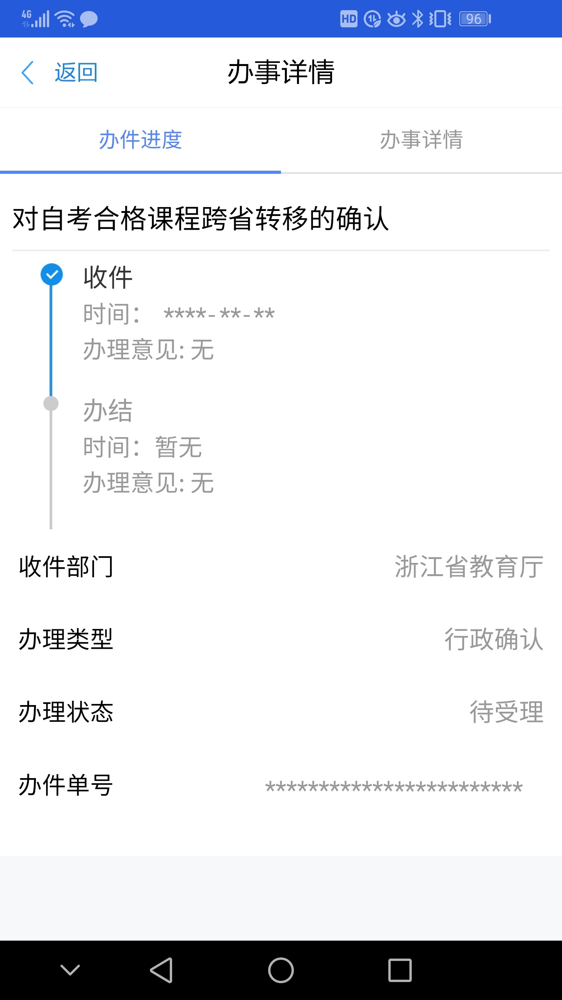 4G HD 96
返回 办事详情
办件进度 办事详情
对自考合格课程跨省转移的确认
收件
时间： ****-**-**
办理意见: 无
办结
时间：暂无
办理意见: 无
收件部门 浙江省教育厅
办理类型 行政确认
办理状态 待受理
办件单号 ************************